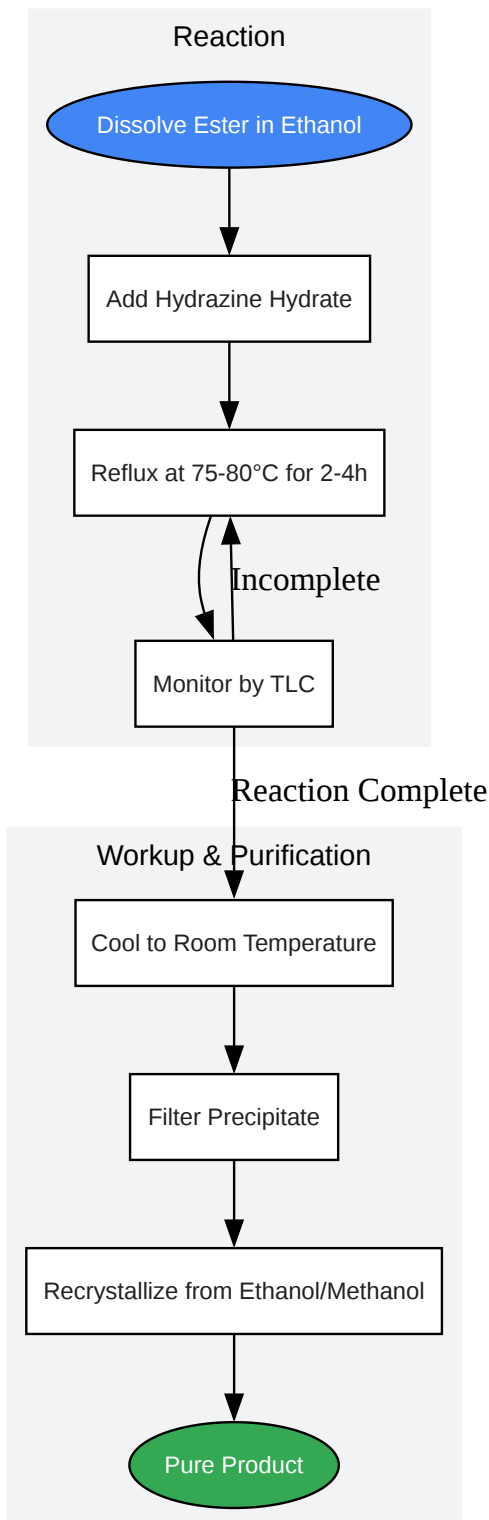 Reaction
Dissolve Ester in Ethanol
Add Hydrazine Hydrate
Reflux at 75-80°C for 2-4h
Incomplete
Monitor by TLC
Reaction Complete
Workup & Purification
Cool to Room Temperature
Filter Precipitate
Recrystallize from Ethanol/Methanol
Pure Product